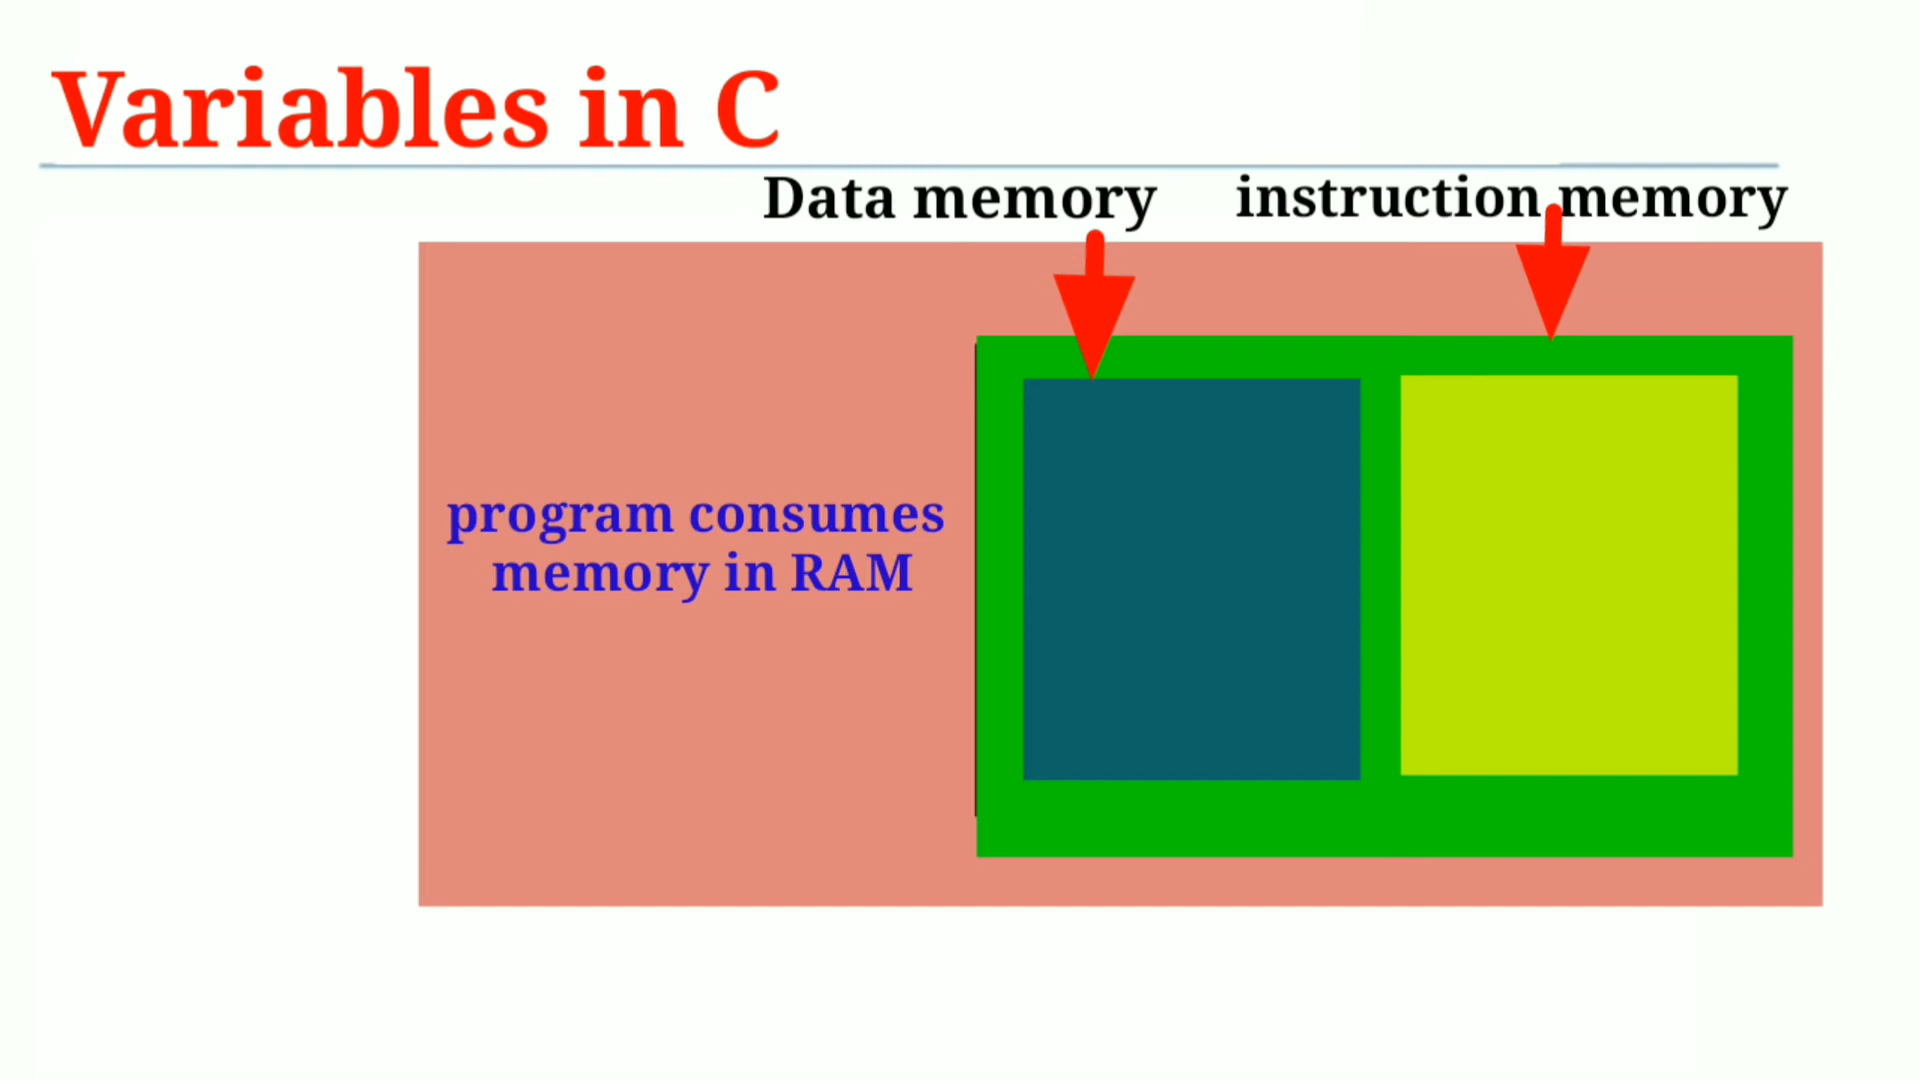 Variables in C
Data memory
instruction memory
program consumes
memory in RAM